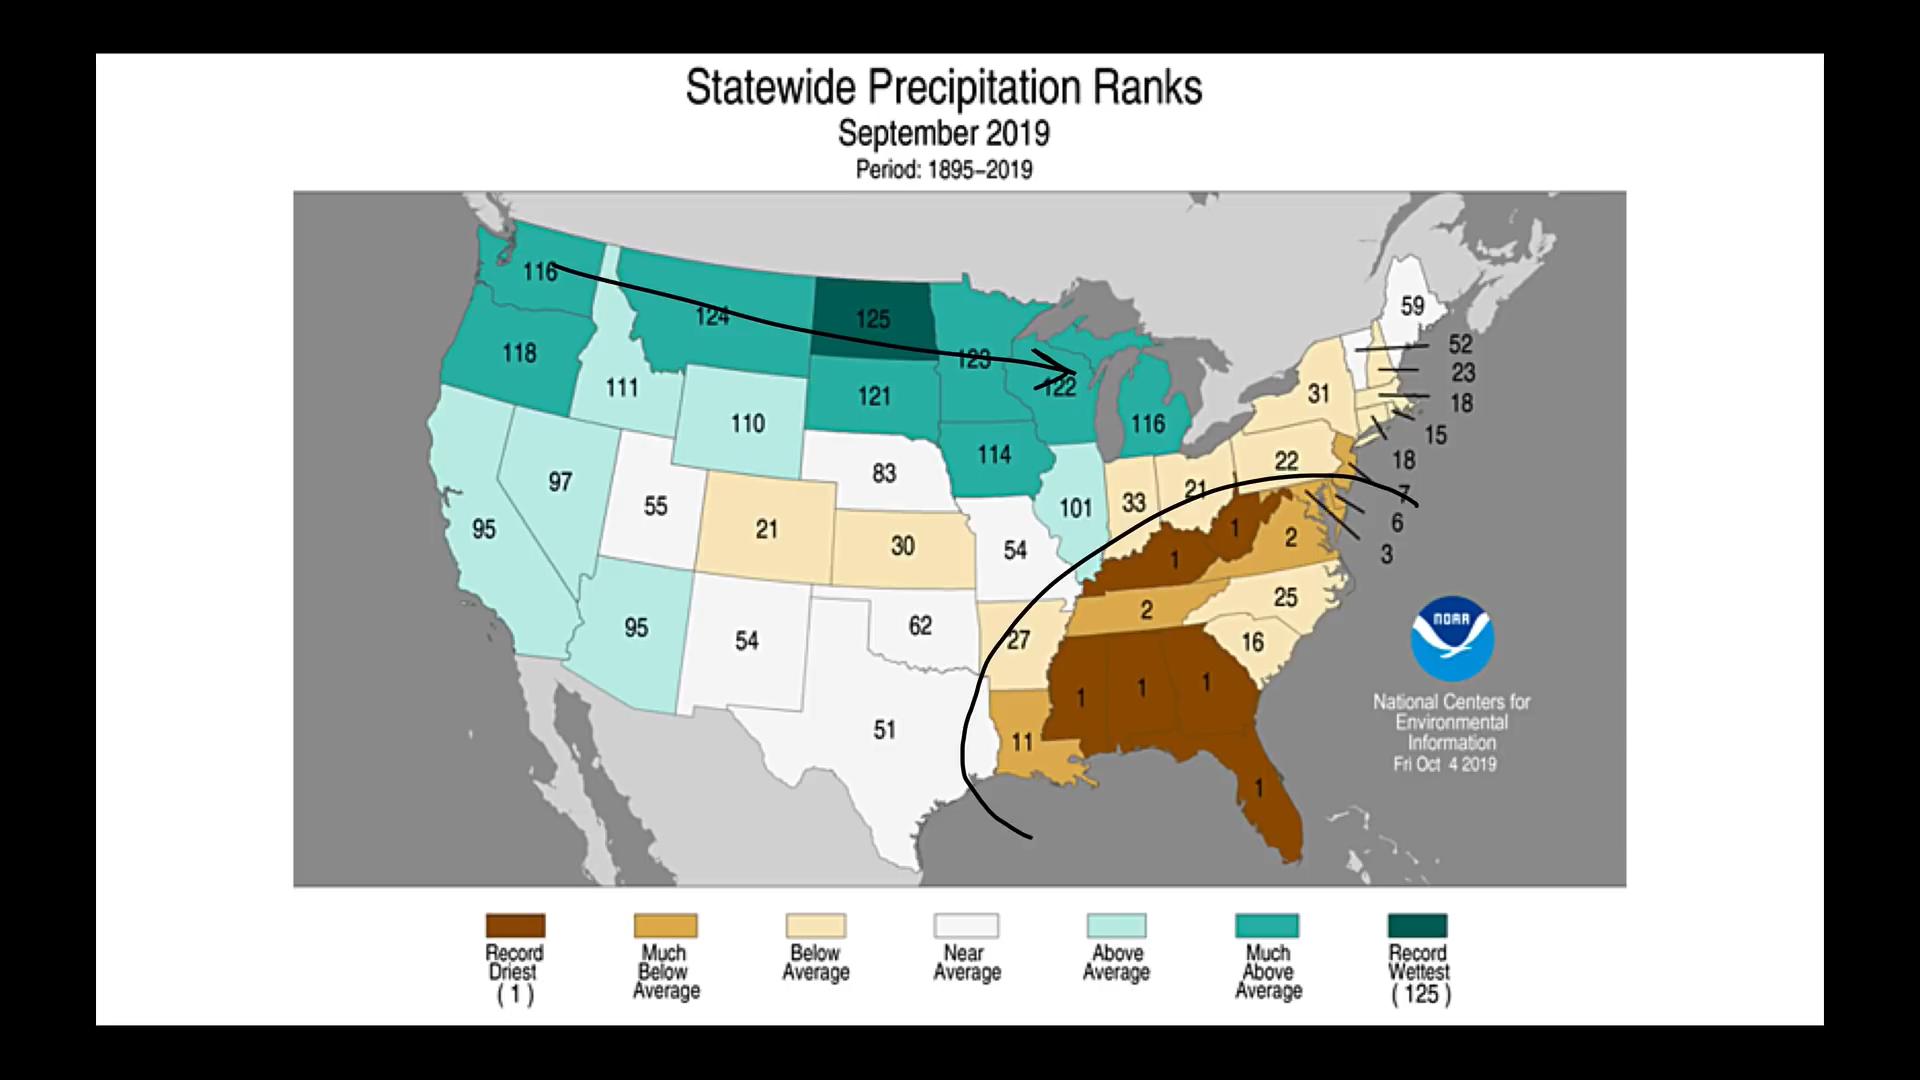 Statewide Precipitation Ranks
September 2019
Period: 1895–2019
116
124
125
123
122
118
111
110
121
116
114
83
97
55
95
21
30
54
101
33
21
22
31
59
52
23
18
15
18
7
6
3
1
1
2
2
25
16
27
95
54
62
51
11
1
1
1
1
NOAA
National Centers for
Environmental
Information
Fri Oct 4 2019
Record
Driest
(1)
Much
Below
Average
Below
Average
Near
Average
Above
Average
Much
Above
Average
Record
Wettest
(125)